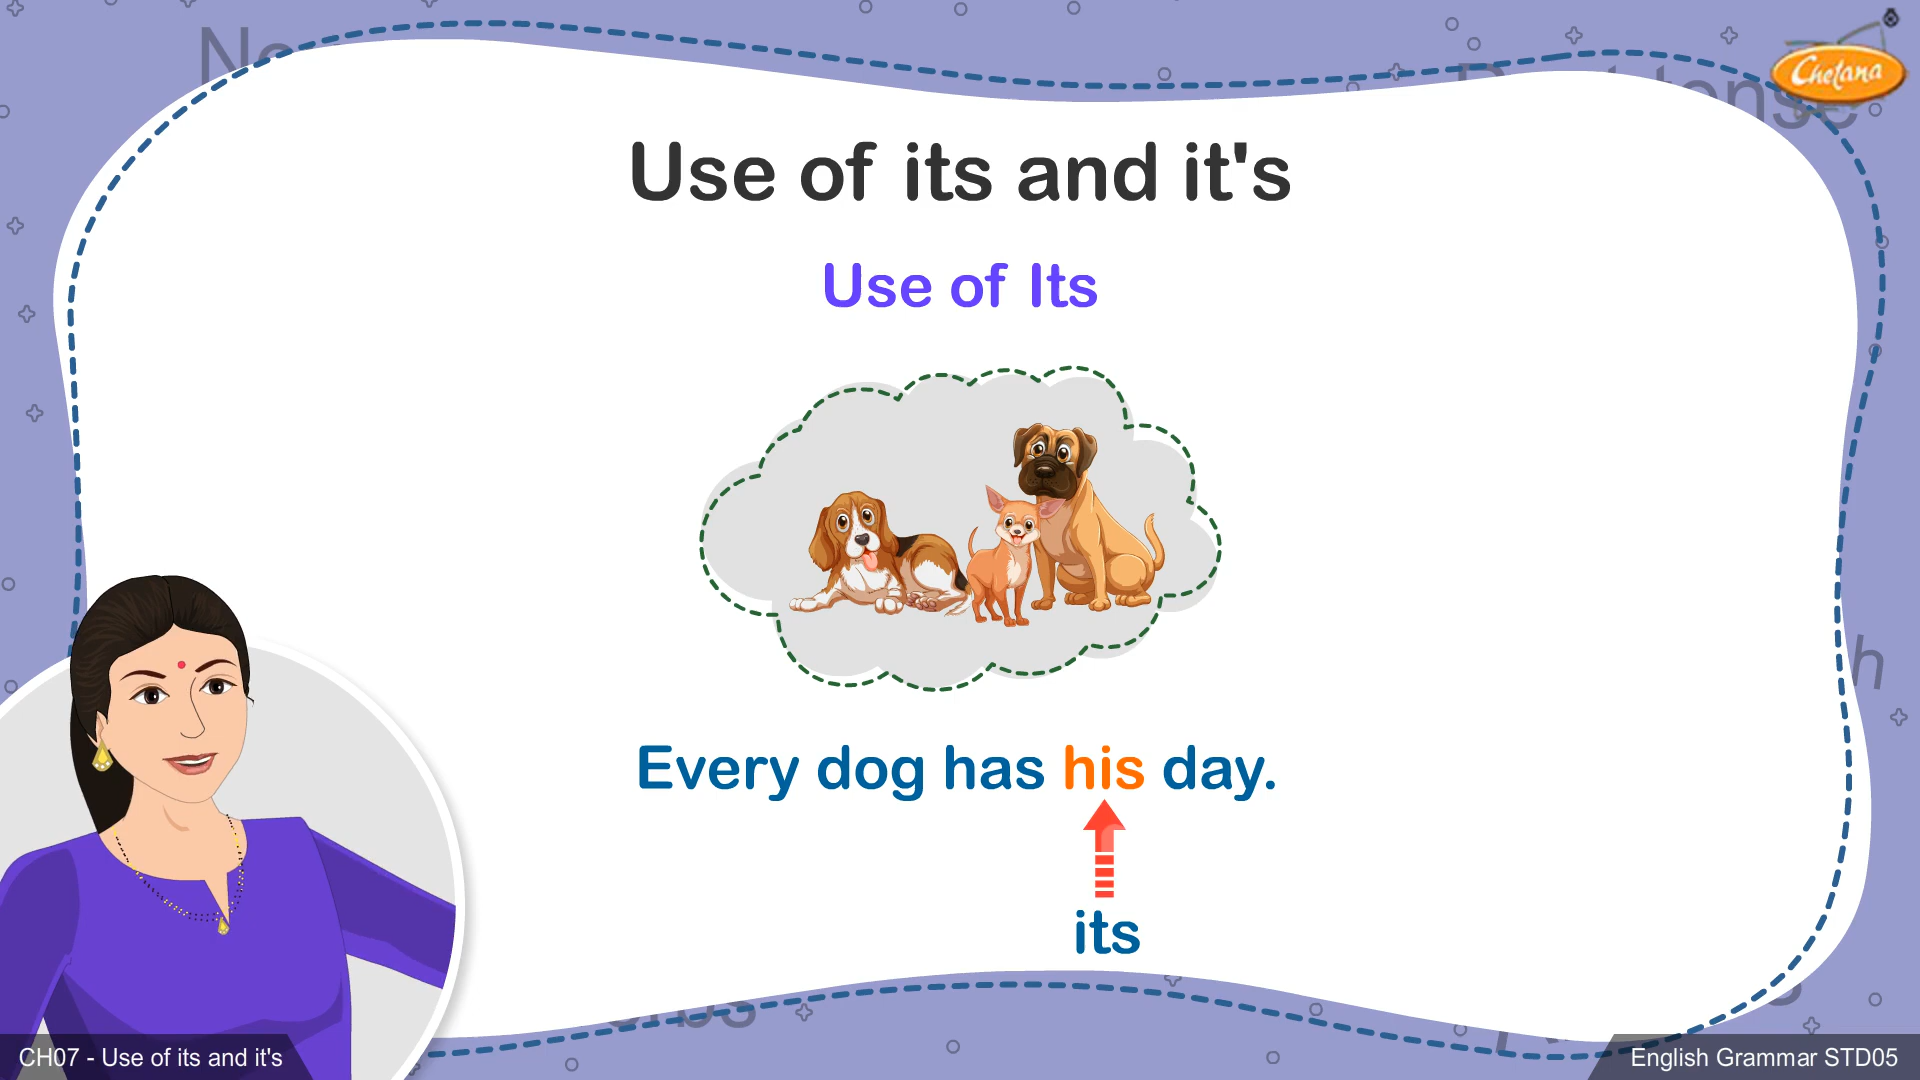 Chetana
Use of its and it's
Use of Its
Every dog has his day.
its
CH07 - Use of its and it's
English Grammar STD05